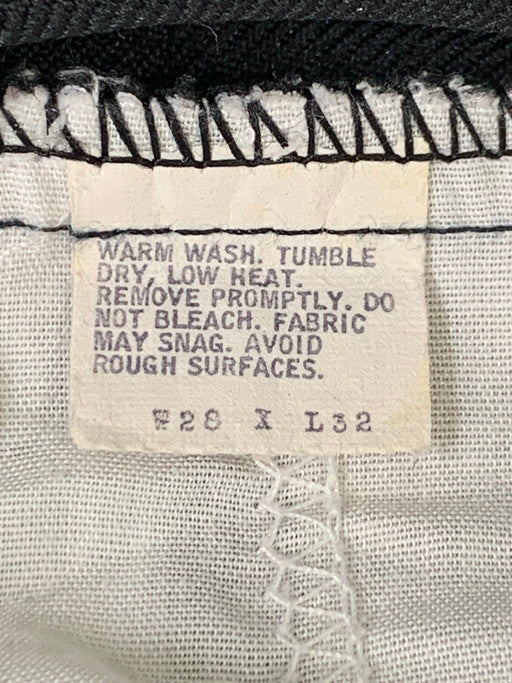 WARM WASH. TUMBLE
DRY, LOW HEAT.
REMOVE PROMPTLY. DO
NOT BLEACH. FABRIC
MAY SNAG. AVOID
ROUGH SURFACES.
W28 X L32